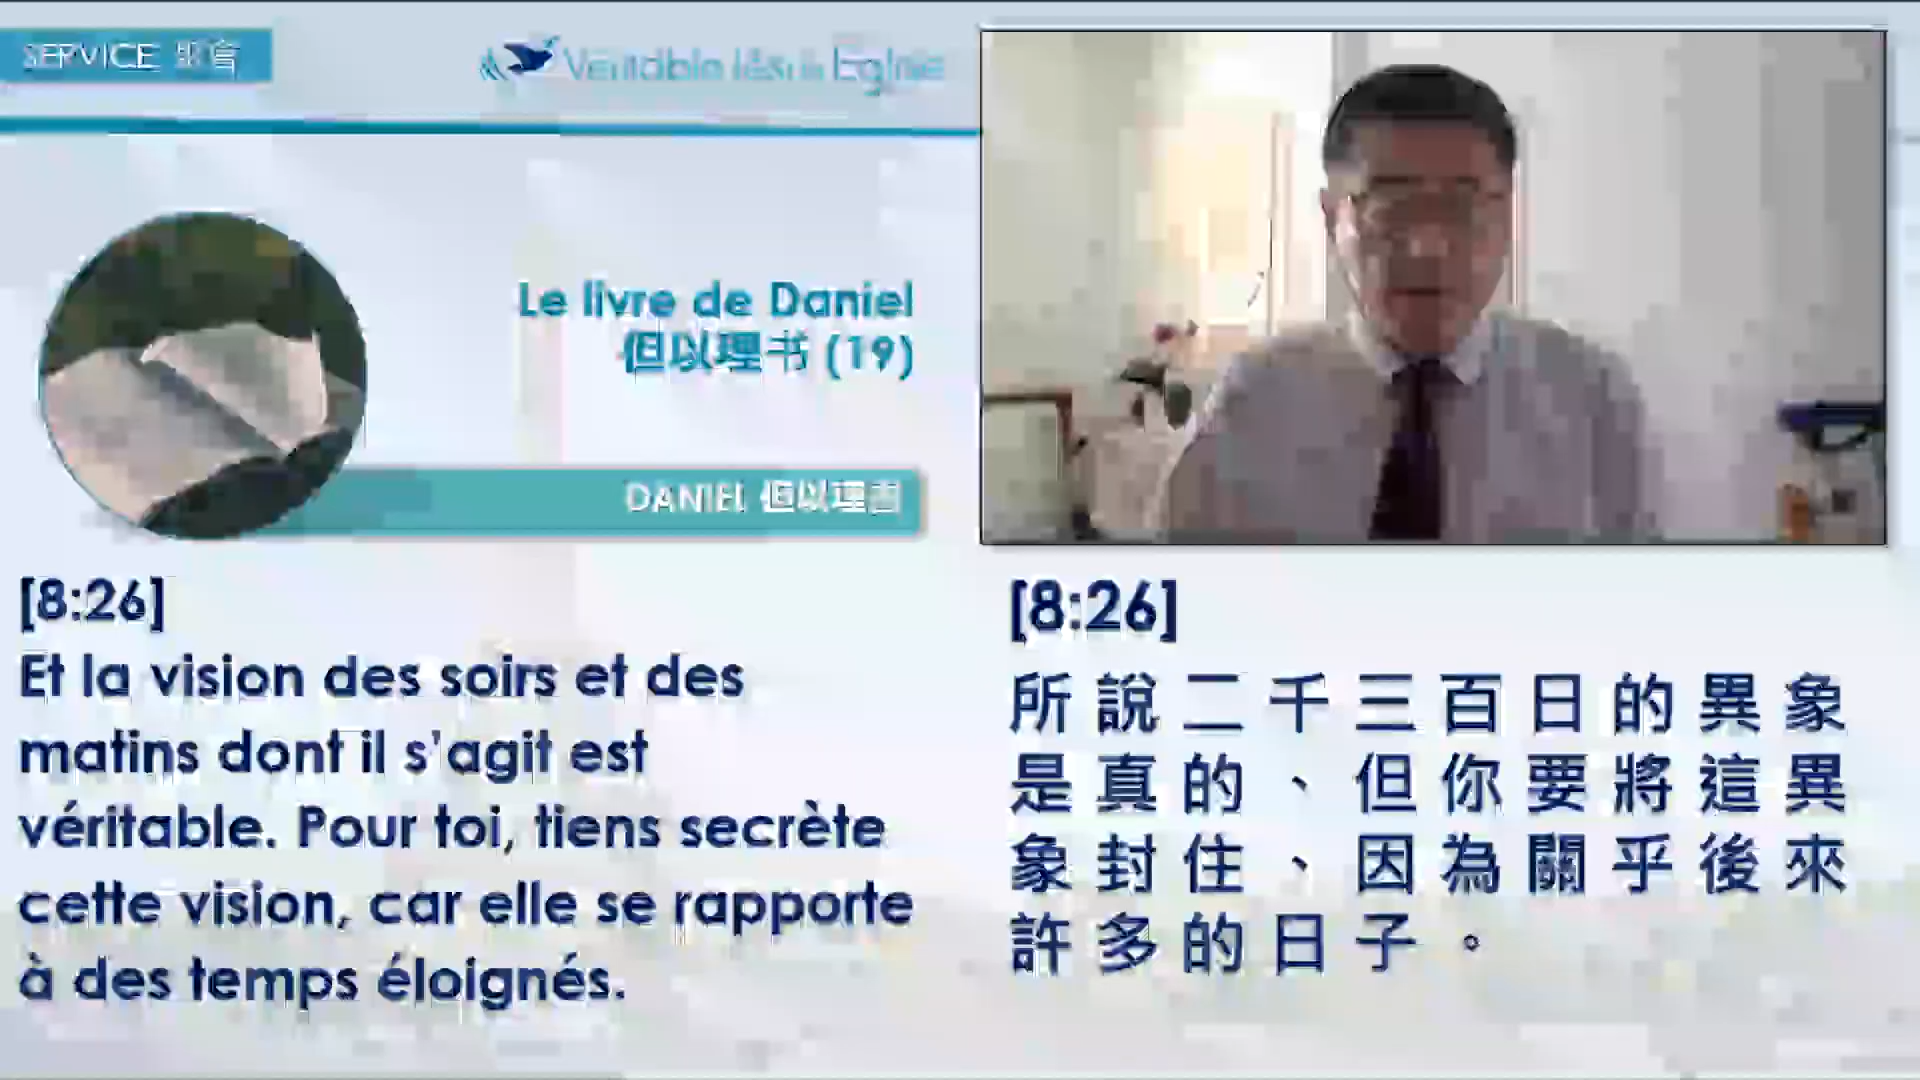 SERVICE 聚會
Le livre de Daniel
但以理书 (19)
DANIEL 但以理書
[8:26]
Et la vision des soirs et des
matins dont il s'agit est
véritable. Pour toi, tiens secrète
cette vision, car elle se rapporte
à des temps éloignés.
[8:26]
所說二千三百日的異象
是真的、但你要將這異
象封住、因為關乎後來
許多的日子。